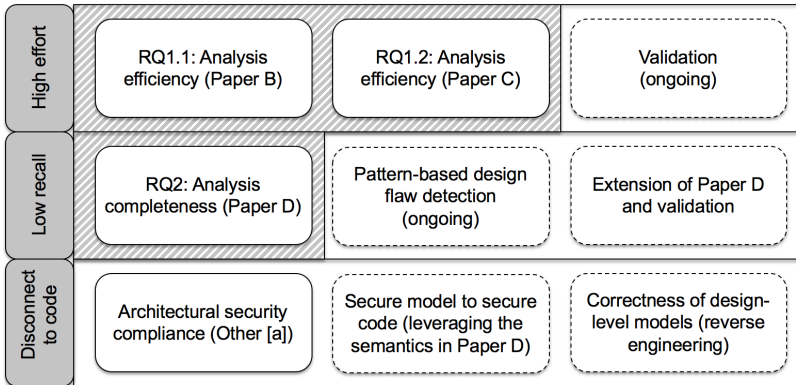 High effort
RQ1.1: Analysis
efficiency (Paper B)
RQ1.2: Analysis
efficiency (Paper C)
Validation
(ongoing)
Low recall
RQ2: Analysis
completeness (Paper D)
Pattern-based design
flaw detection
(ongoing)
Extension of Paper D
and validation
Disconnect
to code
Architectural security
compliance (Other [a])
Secure model to secure
code (leveraging the
semantics in Paper D)
Correctness of design-
level models (reverse
engineering)